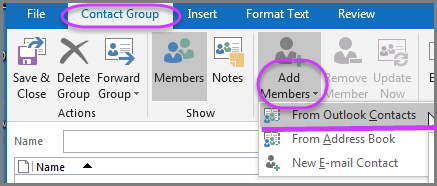 File Contact Group Insert Format Text Review
Save & Close Delete Group Forward Group Members Notes Add Members Remove Member Update Now
Actions Show
From Outlook Contacts
From Address Book
New E-mail Contact
Name
Name